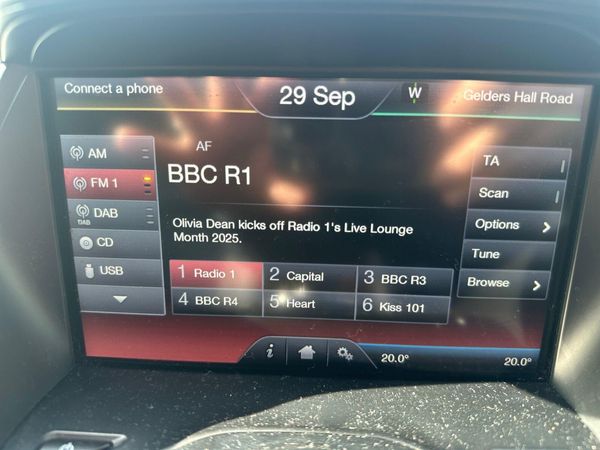 Connect a phone
29 Sep
W
Gelders Hall Road
AM
FM 1
DAB
DAB
CD
USB
AF
BBC R1
Olivia Dean kicks off Radio 1's Live Lounge
Month 2025.
1 Radio 1
2 Capital
3 BBC R3
4 BBC R4
5 Heart
6 Kiss 101
TA
Scan
Options
Tune
Browse
i
20.0°
20.0°